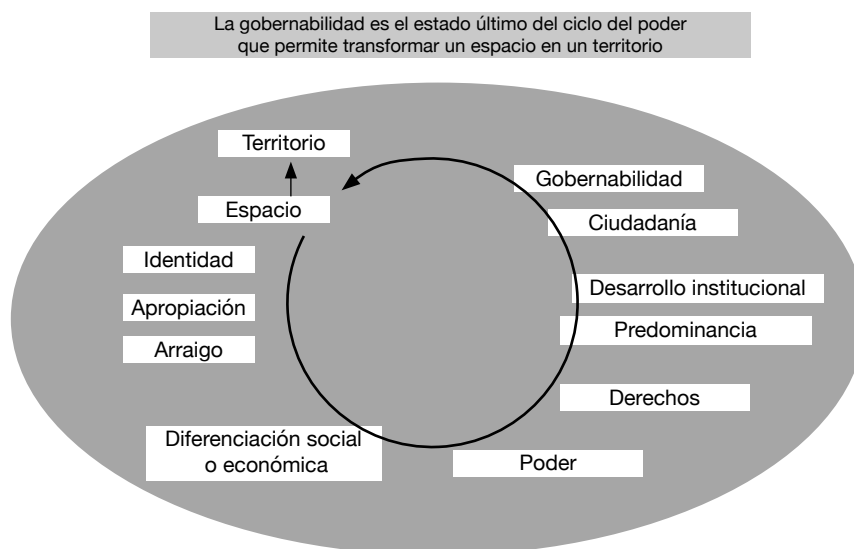 La gobernabilidad es el estado último del ciclo del poder
que permite transformar un espacio en un territorio
Territorio
Espacio
Identidad
Apropiación
Arraigo
Diferenciación social
o económica
Poder
Derechos
Predominancia
Desarrollo institucional
Ciudadanía
Gobernabilidad